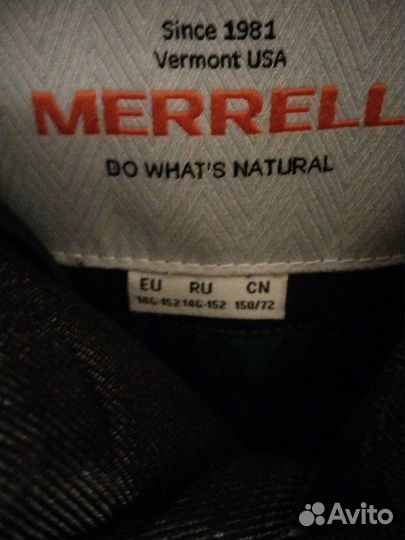 Since 1981
Vermont USA
MERRELL
DO WHAT'S NATURAL
EU RU CN
146-152 146-152 150/72
Avito